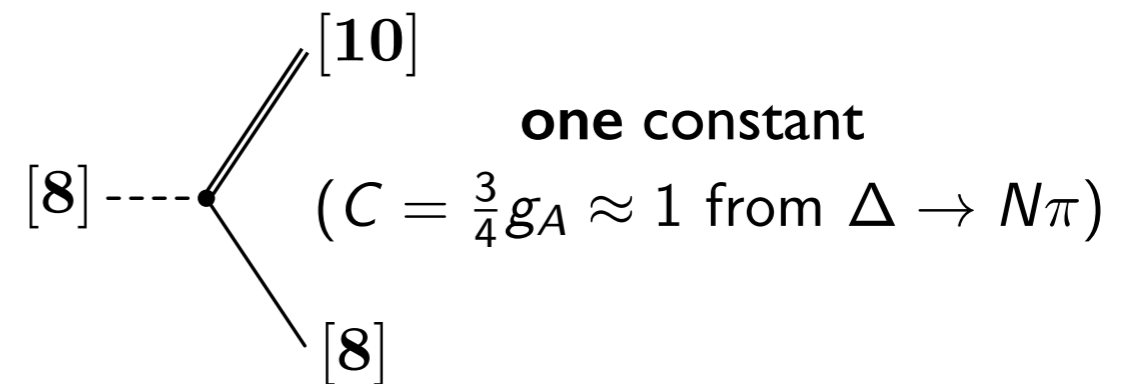 [10]
one constant
[8]
(C = 3/4 g_A ≈ 1 from Δ → Nπ)
[8]